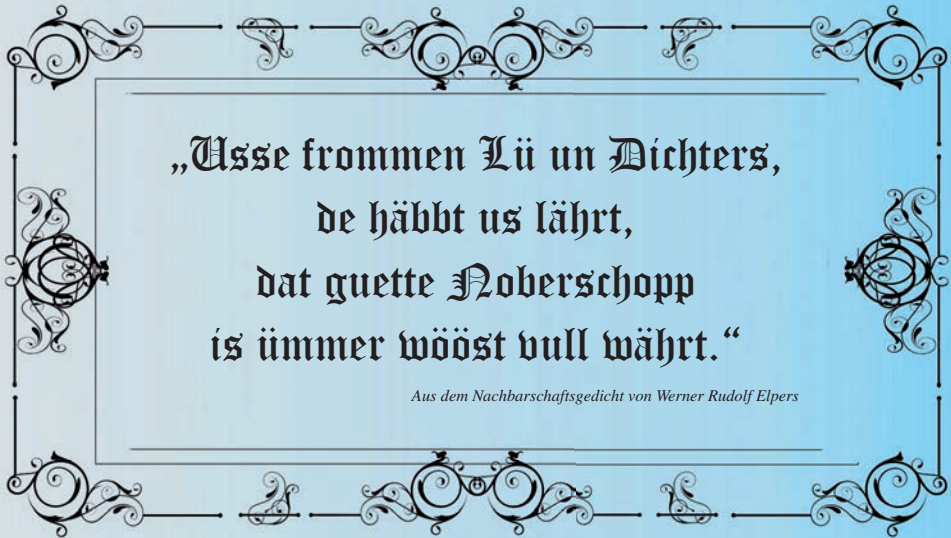 „Usse frommen Lü un Dichters,
de häbbt us lährt,
dat guette Noberschopp
is ümmer wööst vull währt.“
Aus dem Nachbarschaftsgedicht von Werner Rudolf Elpers